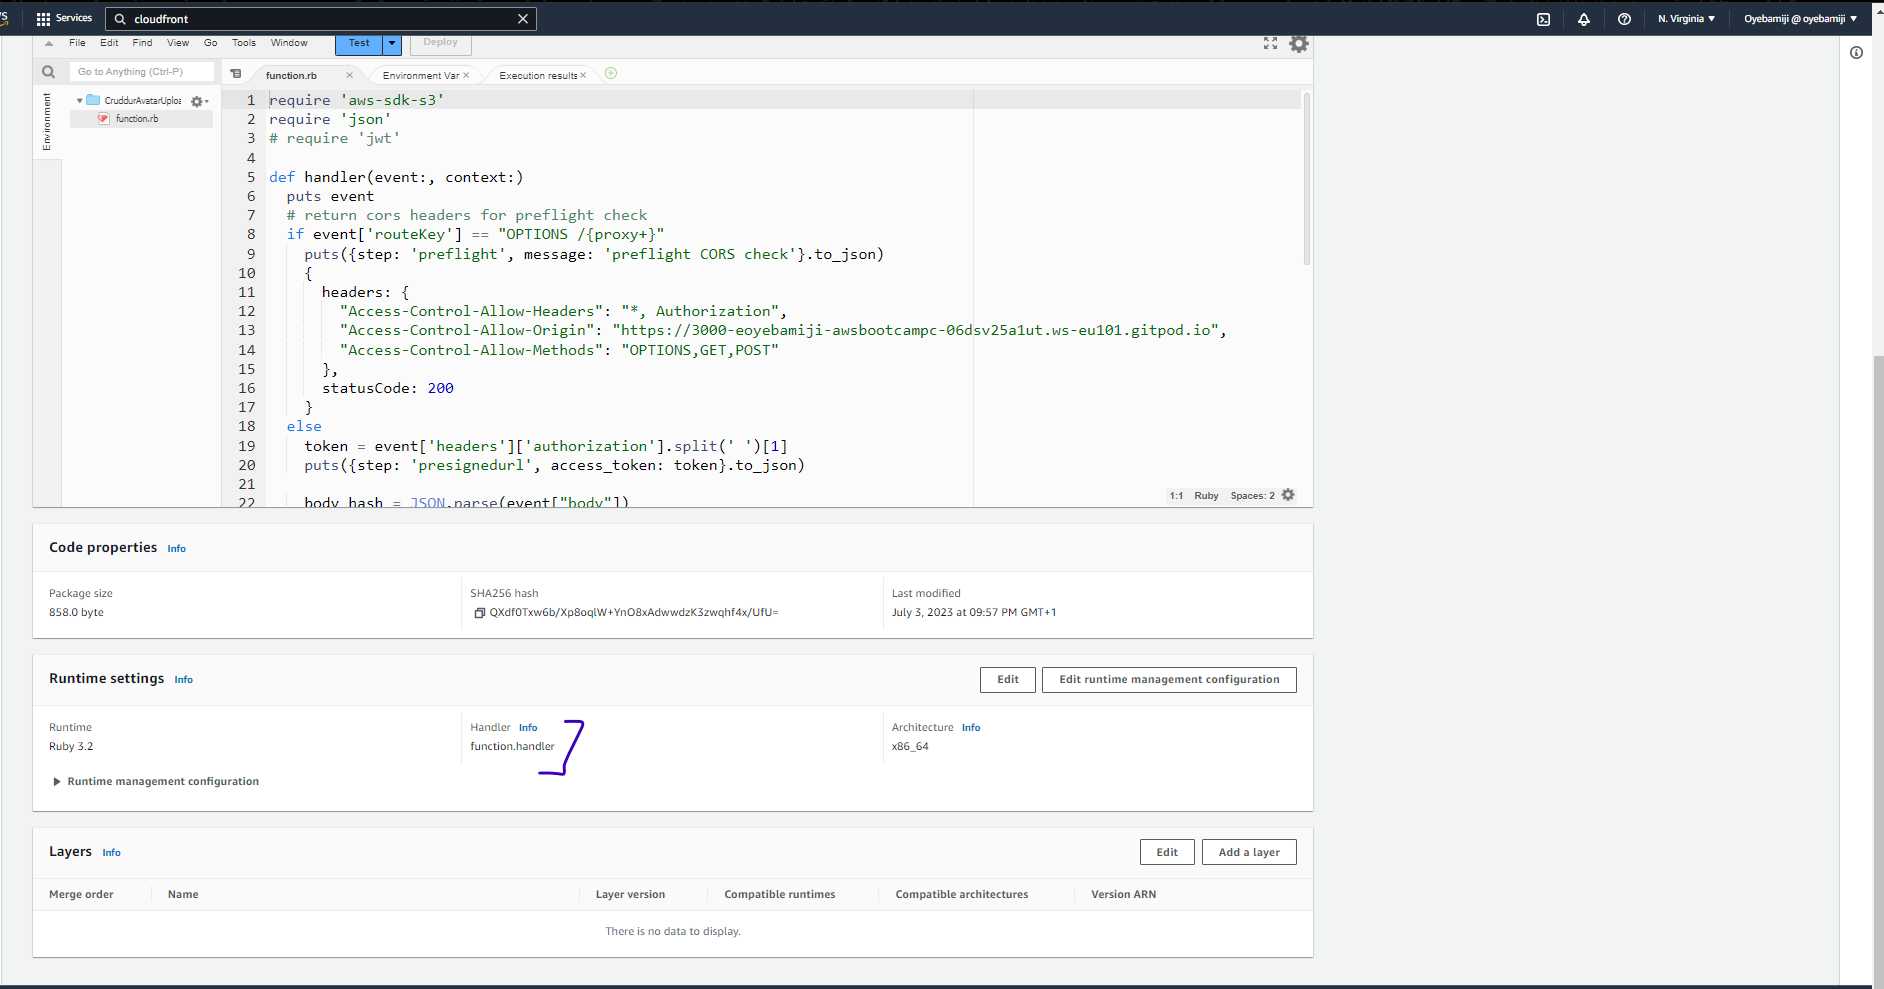 Services
cloudfront
N. Virginia
Oyebamiji @ oyebamiji
File Edit Find View Go Tools Window Test Deploy
Go to Anything (Ctrl-P)
function.rb
Environment Var
Execution results
Environment
CruddurAvatarUploa
function.rb
1 require 'aws-sdk-s3'
2 require 'json'
3 # require 'jwt'
4
5 def handler(event:, context:)
6 puts event
7 # return cors headers for preflight check
8 if event['routeKey'] == "OPTIONS /{proxy+}"
9 puts({step: 'preflight', message: 'preflight CORS check'}.to_json)
10 {
11 headers: {
12 "Access-Control-Allow-Headers": "*, Authorization",
13 "Access-Control-Allow-Origin": "https://3000-eoyebamiji-awsbootcampc-06dsv25a1ut.ws-eu101.gitpod.io",
14 "Access-Control-Allow-Methods": "OPTIONS,GET,POST"
15 },
16 statusCode: 200
17 }
18 else
19 token = event['headers']['authorization'].split(' ')[1]
20 puts({step: 'presignedurl', access_token: token}.to_json)
21
22 body_hash = JSON.parse(event["body"])
1:1 Ruby Spaces: 2
Code properties Info
Package size
858.0 byte
SHA256 hash
QXdf0Txw6b/Xp8oqlW+YnO8xAdwwdzK3zwqhf4x/UfU=
Last modified
July 3, 2023 at 09:57 PM GMT+1
Runtime settings Info
Edit
Edit runtime management configuration
Runtime
Ruby 3.2
Handler Info
function.handler
Architecture Info
x86_64
Runtime management configuration
Layers Info
Edit
Add a layer
Merge order Name Layer version Compatible runtimes Compatible architectures Version ARN
There is no data to display.